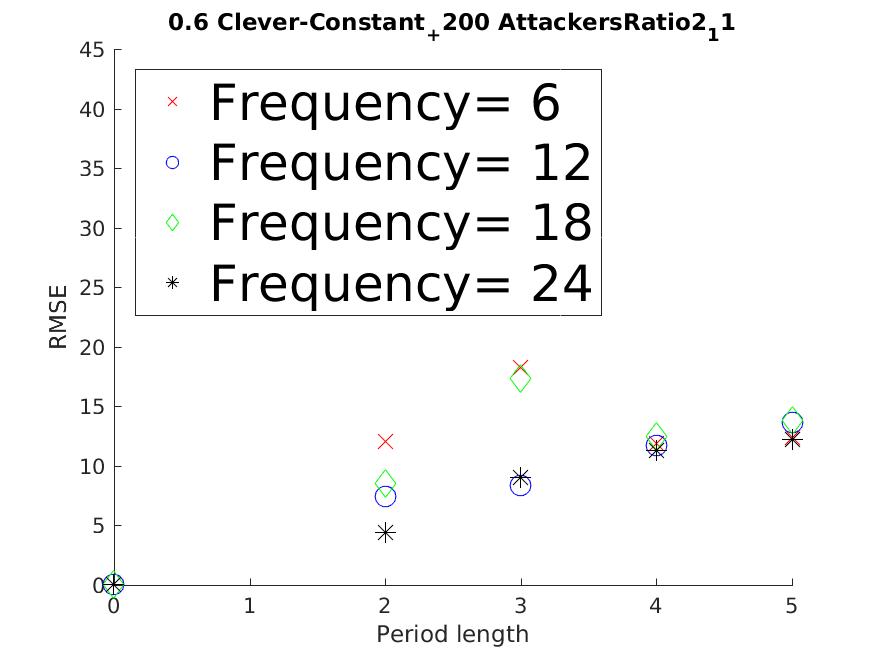 0.6 Clever-Constant+200 AttackersRatio211
45
40
35
30
25
20
15
10
5
0
RMSE
Frequency= 6
Frequency= 12
Frequency= 18
Frequency= 24
0 1 2 3 4 5
Period length